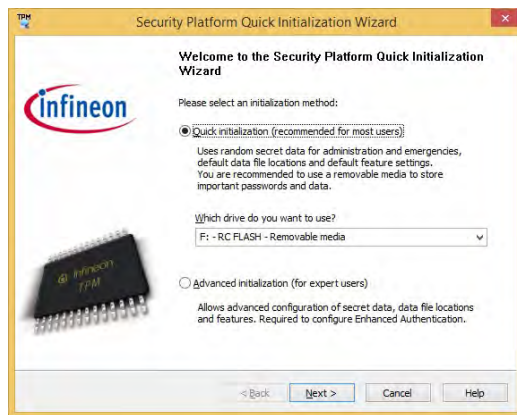 TPM
Security Platform Quick Initialization Wizard
Welcome to the Security Platform Quick Initialization
Wizard
infineon
Please select an initialization method:
Quick initialization (recommended for most users)
Uses random secret data for administration and emergencies,
default data file locations and default feature settings.
You are recommended to use a removable media to store
important passwords and data.
Which drive do you want to use?
F: - RC FLASH - Removable media
infineon
TPM
Advanced initialization (for expert users)
Allows advanced configuration of secret data, data file locations
and features. Required to configure Enhanced Authentication.
< Back
Next >
Cancel
Help